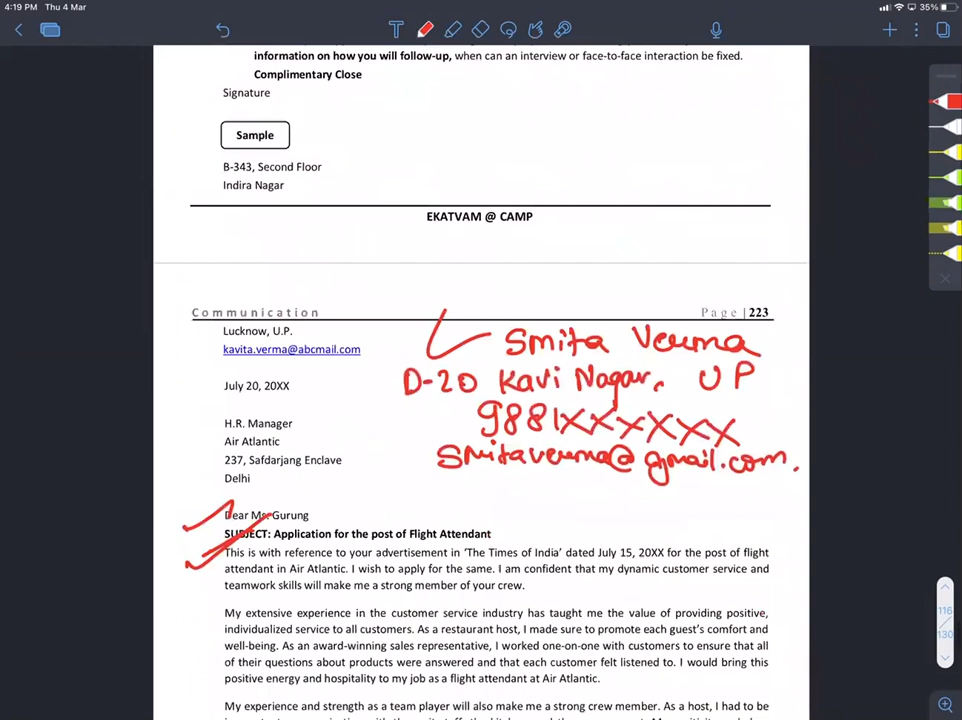 4:19 PM Thu 4 Mar
35%
information on how you will follow-up, when can an interview or face-to-face interaction be fixed.
Complimentary Close
Signature
Sample
B-343, Second Floor
Indira Nagar
EKATVAM @ CAMP
Communication Page | 223
Lucknow, U.P.
kavita.verma@abcmail.com
Smita Verma
D-20 Kavi Nagar, UP
9881XXXXXX
smitaverma@gmail.com.
July 20, 20XX
H.R. Manager
Air Atlantic
237, Safdarjang Enclave
Delhi
Dear Ms. Gurung
SUBJECT: Application for the post of Flight Attendant
This is with reference to your advertisement in 'The Times of India' dated July 15, 20XX for the post of flight
attendant in Air Atlantic. I wish to apply for the same. I am confident that my dynamic customer service and
teamwork skills will make me a strong member of your crew.
My extensive experience in the customer service industry has taught me the value of providing positive,
individualized service to all customers. As a restaurant host, I made sure to promote each guest's comfort and
well-being. As an award-winning sales representative, I worked one-on-one with customers to ensure that all
of their questions about products were answered and that each customer felt listened to. I would bring this
positive energy and hospitality to my job as a flight attendant at Air Atlantic.
My experience and strength as a team player will also make me a strong crew member. As a host, I had to be
116
130